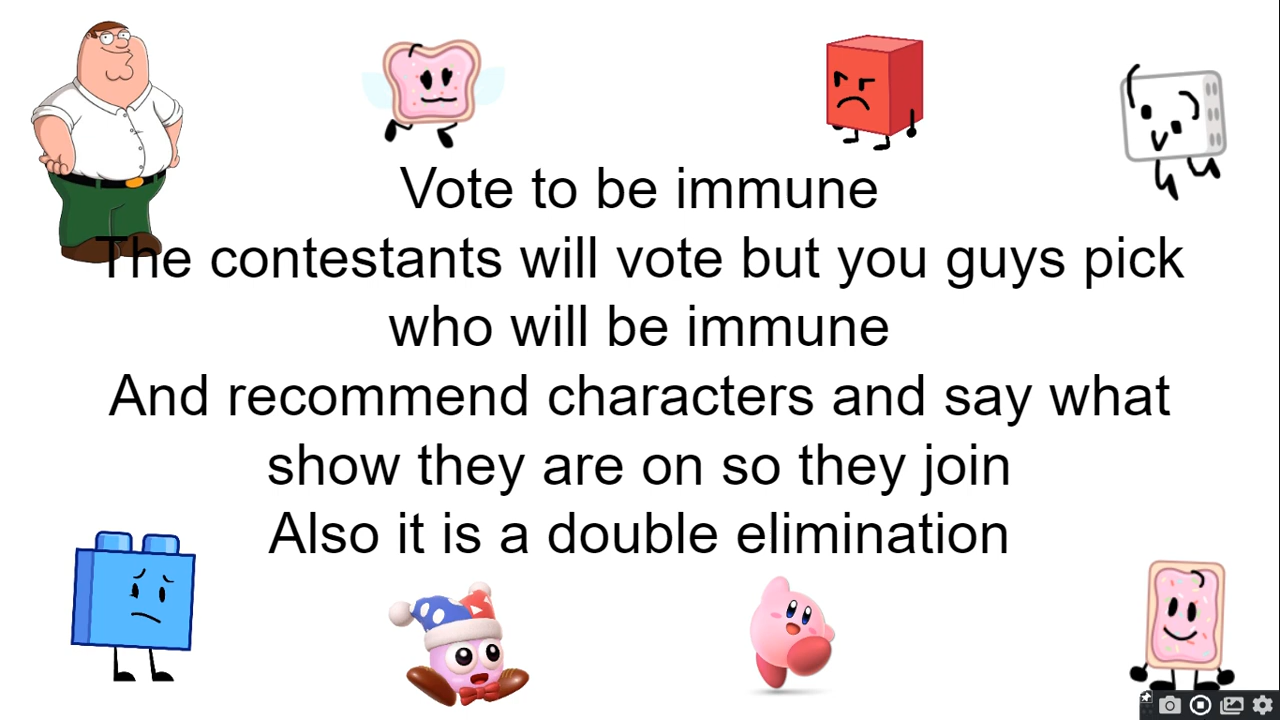 Vote to be immune
The contestants will vote but you guys pick
who will be immune
And recommend characters and say what
show they are on so they join
Also it is a double elimination